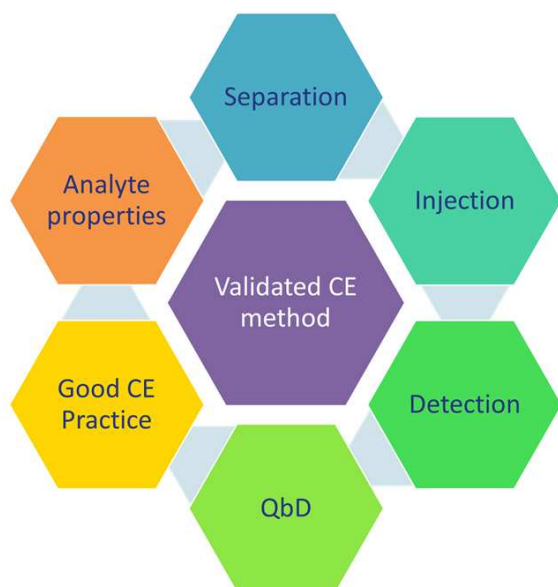 Separation
Analyte
properties
Injection
Validated CE
method
Good CE
Practice
Detection
QbD